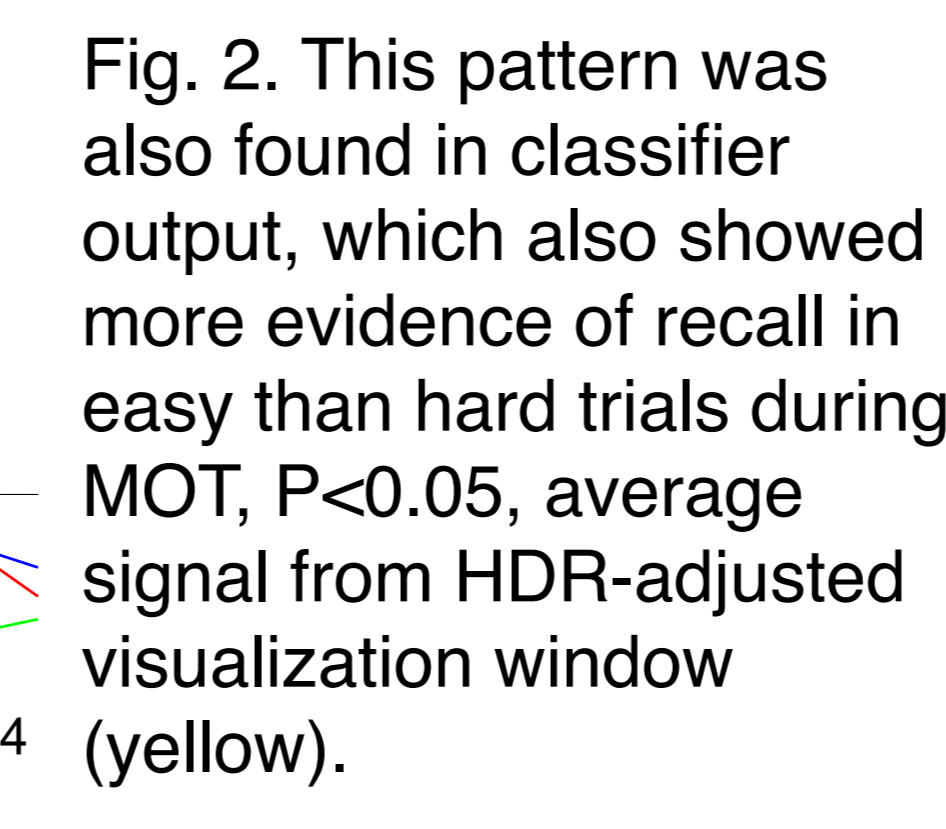 Fig. 2. This pattern was
also found in classifier
output, which also showed
more evidence of recall in
easy than hard trials during
MOT, P<0.05, average
signal from HDR-adjusted
visualization window
4 (yellow).